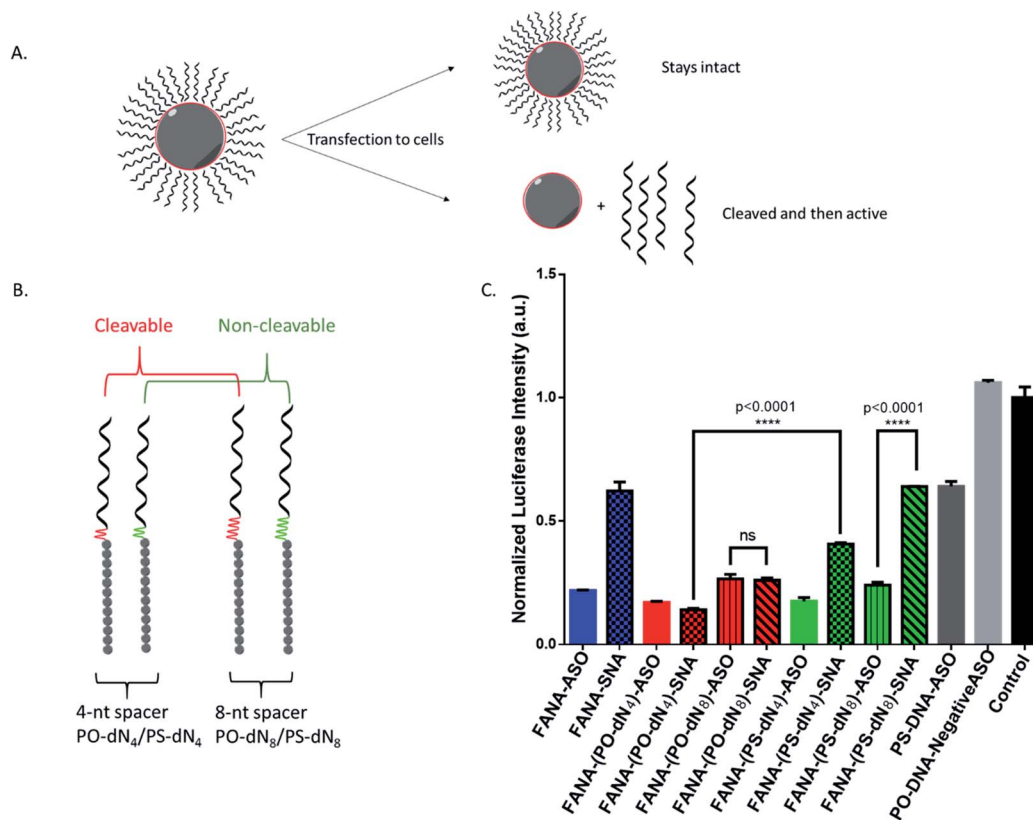 A.
Stays intact
Transfection to cells
+
Cleaved and then active
B.
Cleavable
Non-cleavable
4-nt spacer
PO-dN₄/PS-dN₄
8-nt spacer
PO-dN₈/PS-dN₈
C.
Normalized Luciferase Intensity (a.u.)
1.5
1.0
0.5
0.0
p<0.0001
****
p<0.0001
****
ns
FANA-ASO
FANA-SNA
FANA-(PO-dN₄)-ASO
FANA-(PO-dN₄)-SNA
FANA-(PO-dN₈)-ASO
FANA-(PO-dN₈)-SNA
FANA-(PS-dN₄)-ASO
FANA-(PS-dN₄)-SNA
FANA-(PS-dN₈)-ASO
FANA-(PS-dN₈)-SNA
PS-DNA-ASO
PO-DNA-NegativeASO
Control